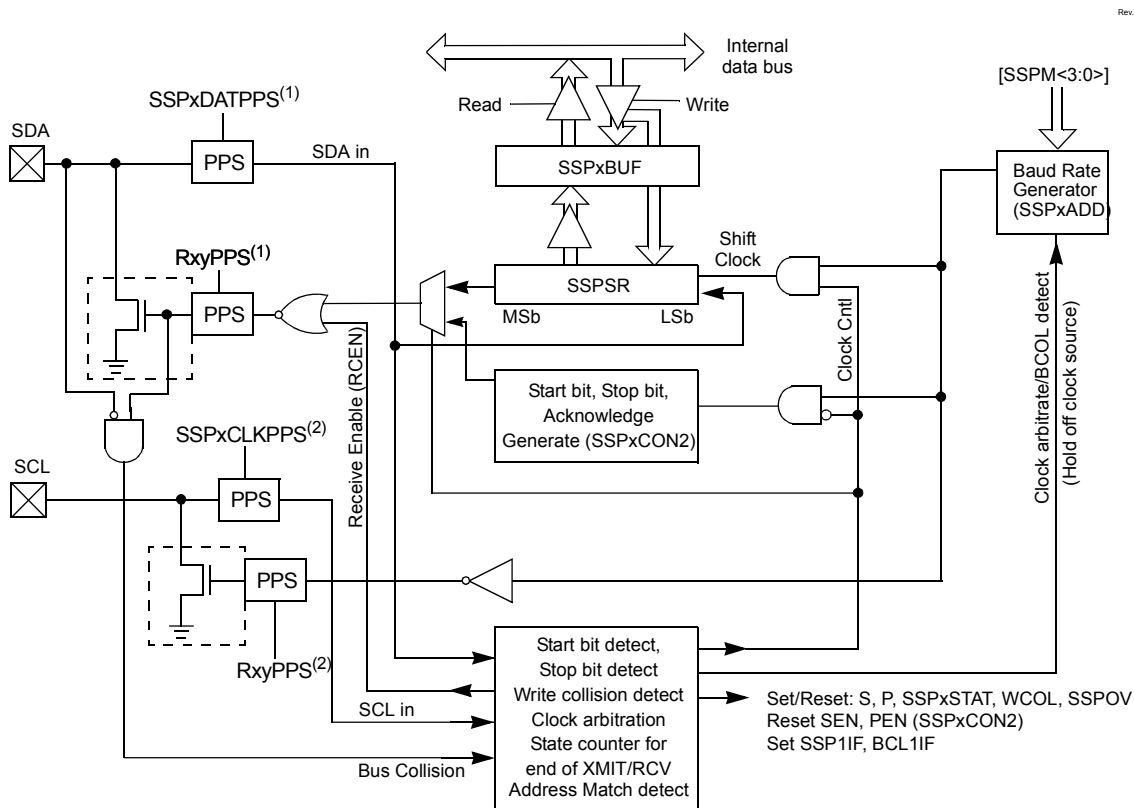 Rev.
Internal
data bus
[SSPM<3:0>]
SSPxDATPPS(1)
Read
Write
SDA
PPS
SDA in
SSPxBUF
Baud Rate
Generator
(SSPxADD)
RxyPPS(1)
Shift
Clock
PPS
SSPSR
MSb
LSb
Clock Cntl
Clock arbitrate/BCOL detect
(Hold off clock source)
Receive Enable (RCEN)
Start bit, Stop bit,
Acknowledge
Generate (SSPxCON2)
SSPxCLKPPS(2)
SCL
PPS
PPS
RxyPPS(2)
Start bit detect,
Stop bit detect
Write collision detect
Clock arbitration
State counter for
end of XMIT/RCV
Address Match detect
SCL in
Bus Collision
Set/Reset: S, P, SSPxSTAT, WCOL, SSPOV
Reset SEN, PEN (SSPxCON2)
Set SSP1IF, BCL1IF